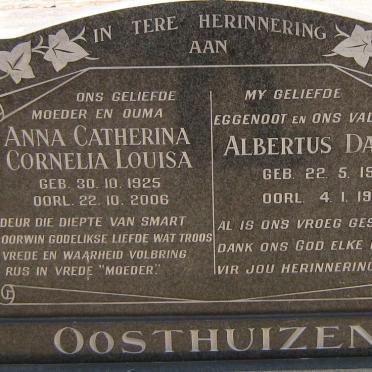 IN TERE HERINNERING
AAN
ONS GELIEFDE
MOEDER EN OUMA
ANNA CATHERINA
CORNELIA LOUISA
GEB. 30. 10. 1925
OORL. 22. 10. 2006
DEUR DIE DIEPTE VAN SMART
OORWIN GODELIKSE LIEFDE WAT TROOS
VREDE EN WAARHEID VOLBRING
RUS IN VREDE "MOEDER."
MY GELIEFDE
EGGENOOT EN ONS VAD
ALBERTUS DA
GEB. 22. 5. 19
OORL. 4. 1. 19
AL IS ONS VROEG GES
DANK ONS GOD ELKE
VIR JOU HERINNERING
OOSTHUIZEN